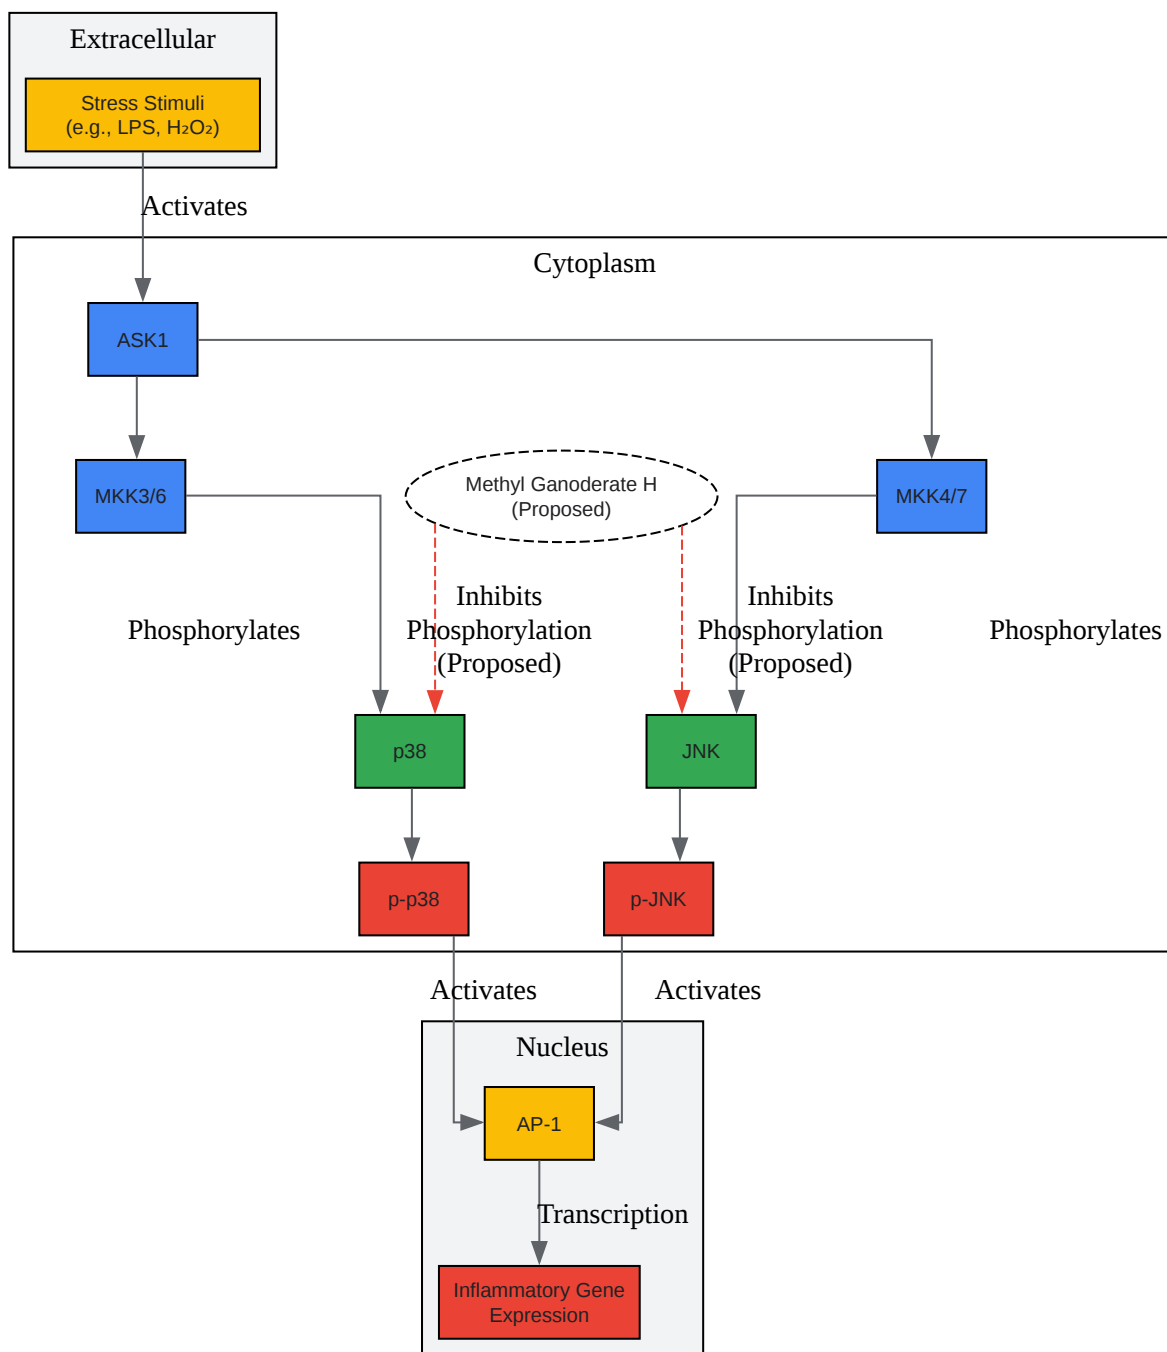 Extracellular
Stress Stimuli
(e.g., LPS, H₂O₂)
Activates
Cytoplasm
ASK1
MKK3/6
Methyl Ganoderate H
(Proposed)
MKK4/7
Phosphorylates
Inhibits
Phosphorylation
(Proposed)
Inhibits
Phosphorylation
(Proposed)
Phosphorylates
p38
JNK
p-p38
p-JNK
Activates
Activates
Nucleus
AP-1
Transcription
Inflammatory Gene
Expression